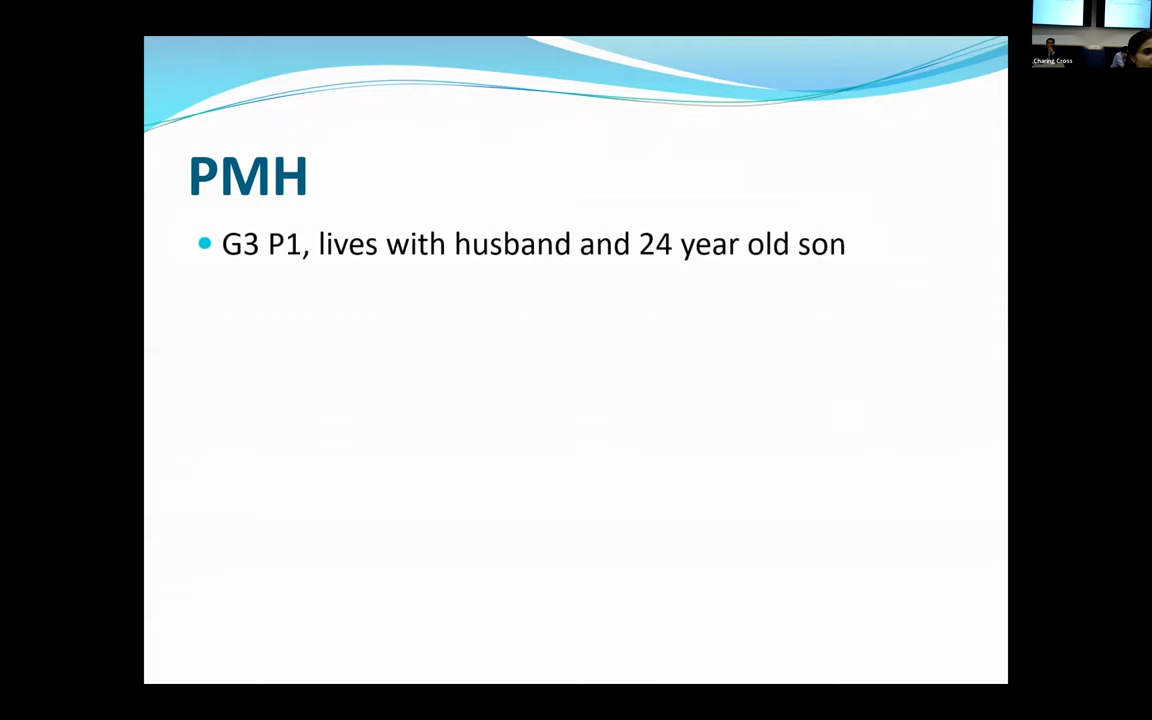 Charing Cross
PMH
G3 P1, lives with husband and 24 year old son